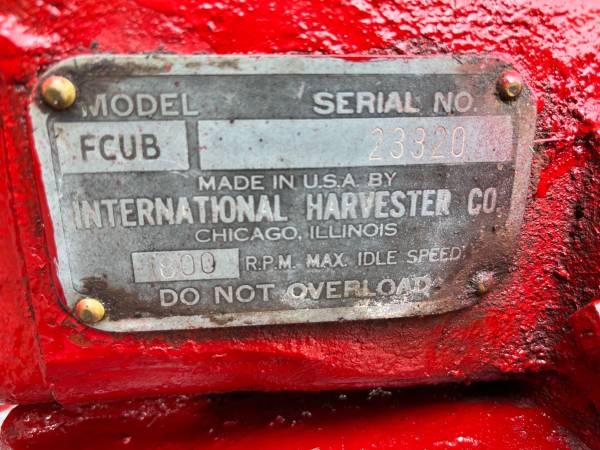 MODEL SERIAL NO.
FCUB 23320
MADE IN U.S.A. BY
INTERNATIONAL HARVESTER CO
CHICAGO, ILLINOIS
1800 R.P.M. MAX. IDLE SPEED
DO NOT OVERLOAD